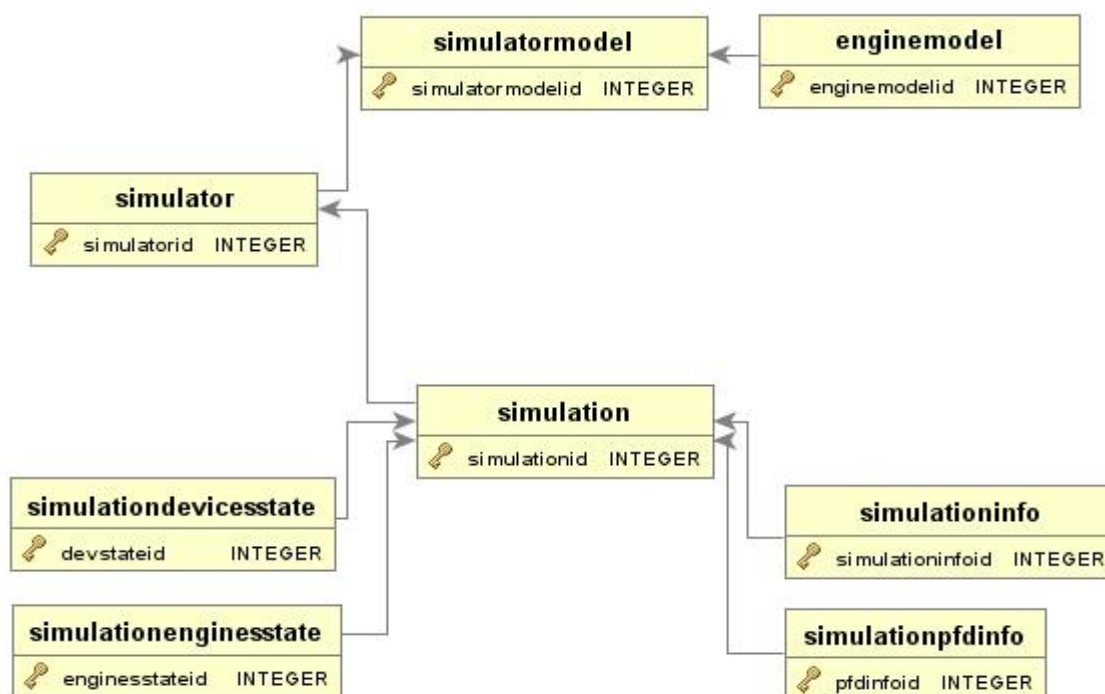 simulatormodel
simulatormodelid INTEGER
enginemodel
enginemodelid INTEGER
simulator
simulatorid INTEGER
simulation
simulationid INTEGER
simulationdevicesstate
devstateid INTEGER
simulationinfo
simulationinfoid INTEGER
simulationenginesstate
enginesstateid INTEGER
simulationpfdinfo
pfdinfoid INTEGER